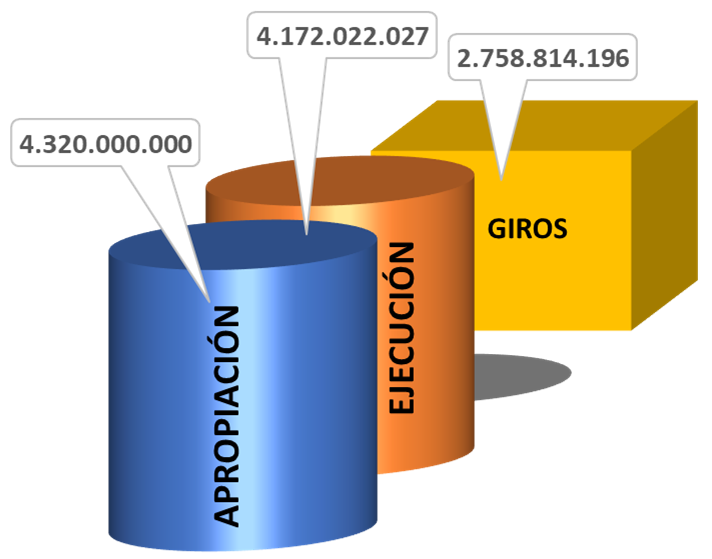 4.172.022.027
2.758.814.196
4.320.000.000
GIROS
EJECUCIÓN
APROPIACIÓN